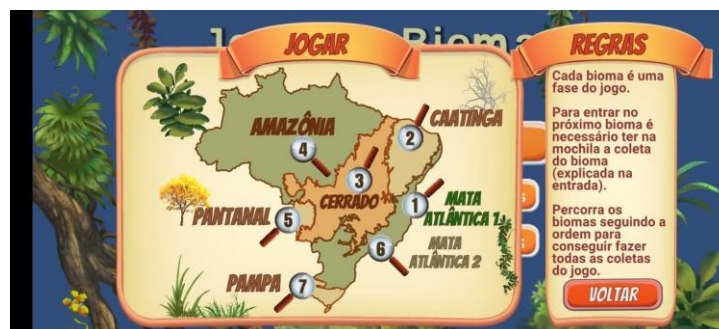 JOGAR
AMAZÔNIA
4
CAATINGA
2
3
CERRADO
1
MATA
ATLÂNTICA 1
PANTANAL
5
6
MATA
ATLÂNTICA 2
PAMPA
7
REGRAS
Cada bioma é uma
fase do jogo.
Para entrar no
próximo bioma é
necessário ter na
mochila a coleta
do bioma
(explicada na
entrada).
Percorra os
biomas seguindo a
ordem para
conseguir fazer
todas as coletas
do jogo.
VOLTAR